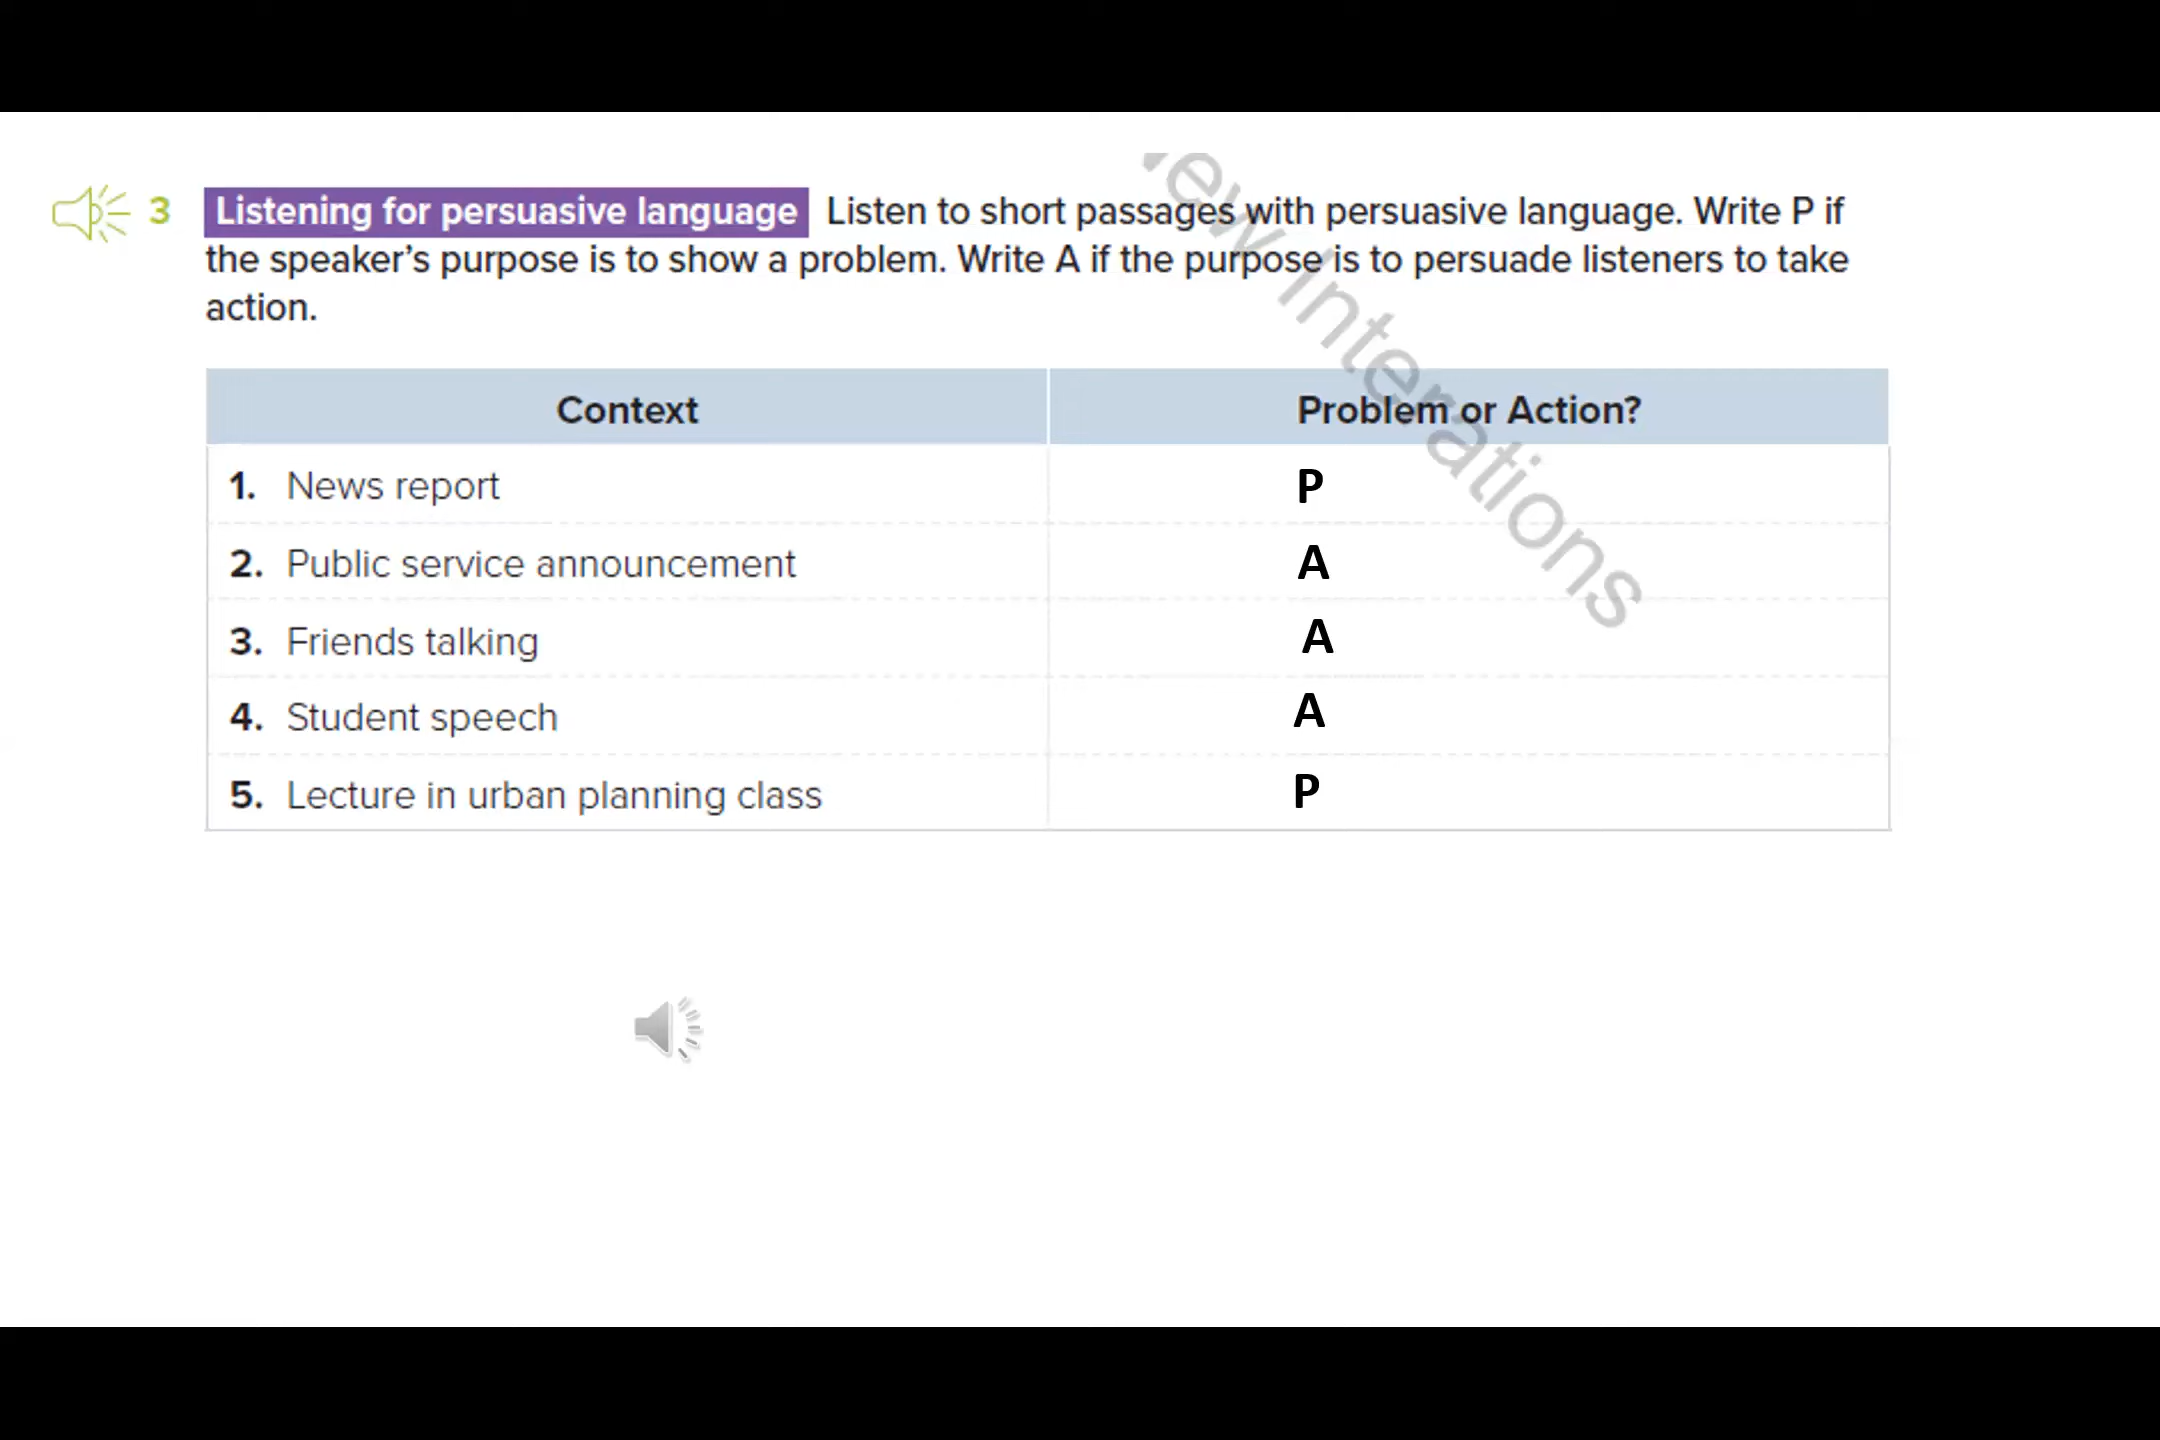 3 Listening for persuasive language Listen to short passages with persuasive language. Write P if
the speaker's purpose is to show a problem. Write A if the purpose is to persuade listeners to take
action.
Context Problem or Action?
1. News report P
2. Public service announcement A
3. Friends talking A
4. Student speech A
5. Lecture in urban planning class P
New Interations